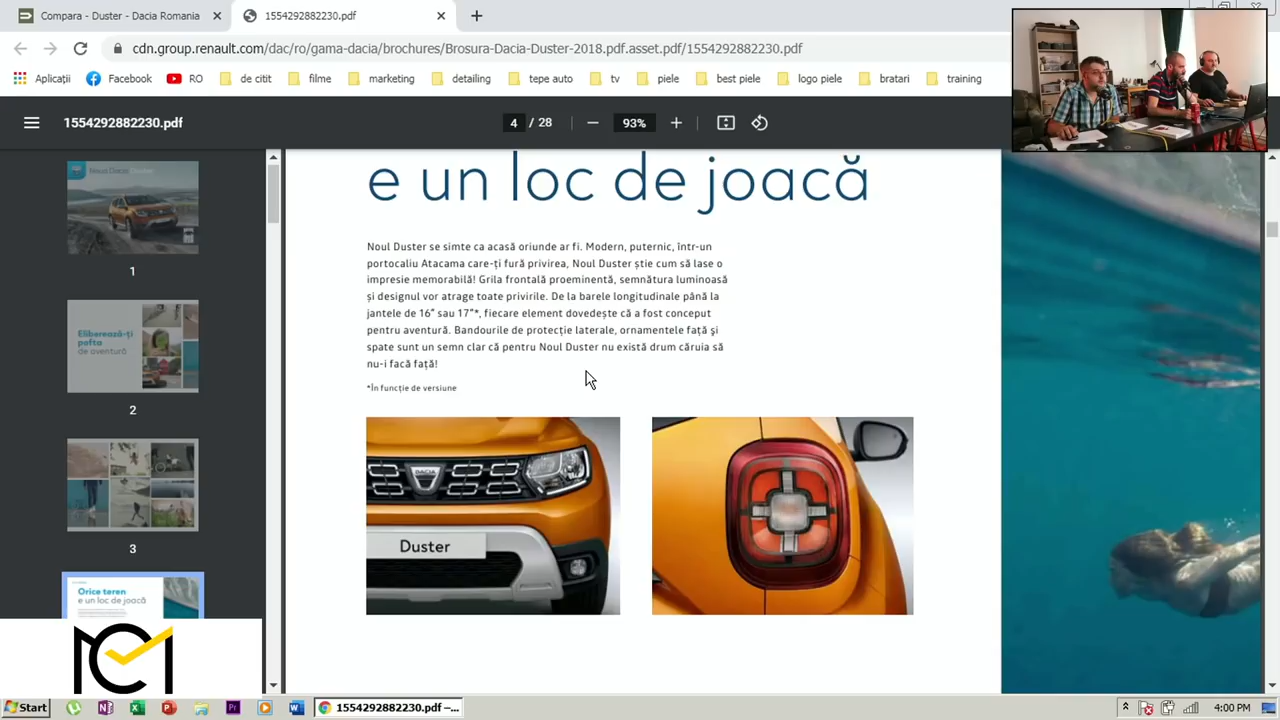 Compara - Duster - Dacia Romania
1554292882230.pdf
cdn.group.renault.com/dac/ro/gama-dacia/brochures/Brosura-Dacia-Duster-2018.pdf.asset.pdf/1554292882230.pdf
Aplicații
Facebook
RO
de citit
filme
marketing
detailing
tepe auto
tv
piele
best piele
logo piele
bratari
training
1554292882230.pdf
4 / 28
93%
1
2
3
Eliberează-ți
pofta
de aventură
Orice teren
e un loc de joacă
e un loc de joacă
Noul Duster se simte ca acasă oriunde ar fi. Modern, puternic, într-un
portocaliu Atacama care-ți fură privirea, Noul Duster știe cum să lase o
impresie memorabilă! Grila frontală proeminentă, semnătura luminoasă
și designul vor atrage toate privirile. De la barele longitudinale până la
jantele de 16” sau 17”*, fiecare element dovedește că a fost conceput
pentru aventură. Bandourile de protecție laterale, ornamentele față şi
spate sunt un semn clar că pentru Noul Duster nu există drum căruia să
nu-i facă față!
*În funcție de versiune
DACIA
Duster
Start
1554292882230.pdf –...
4:00 PM